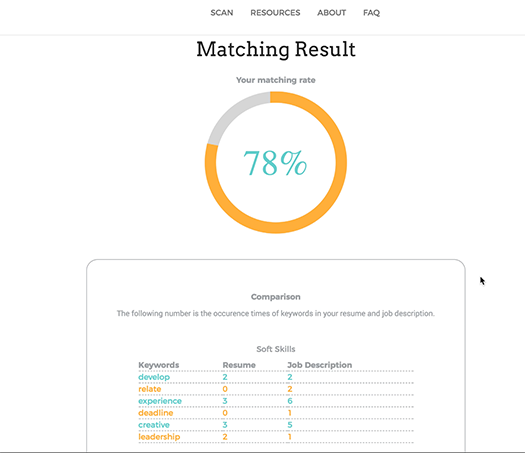 SCAN RESOURCES ABOUT FAQ
Matching Result
Your matching rate
78%
Comparison
The following number is the occurence times of keywords in your resume and job description.
Soft Skills
Keywords Resume Job Description
develop 2 2
relate 0 2
experience 3 6
deadline 0 1
creative 3 5
leadership 2 1